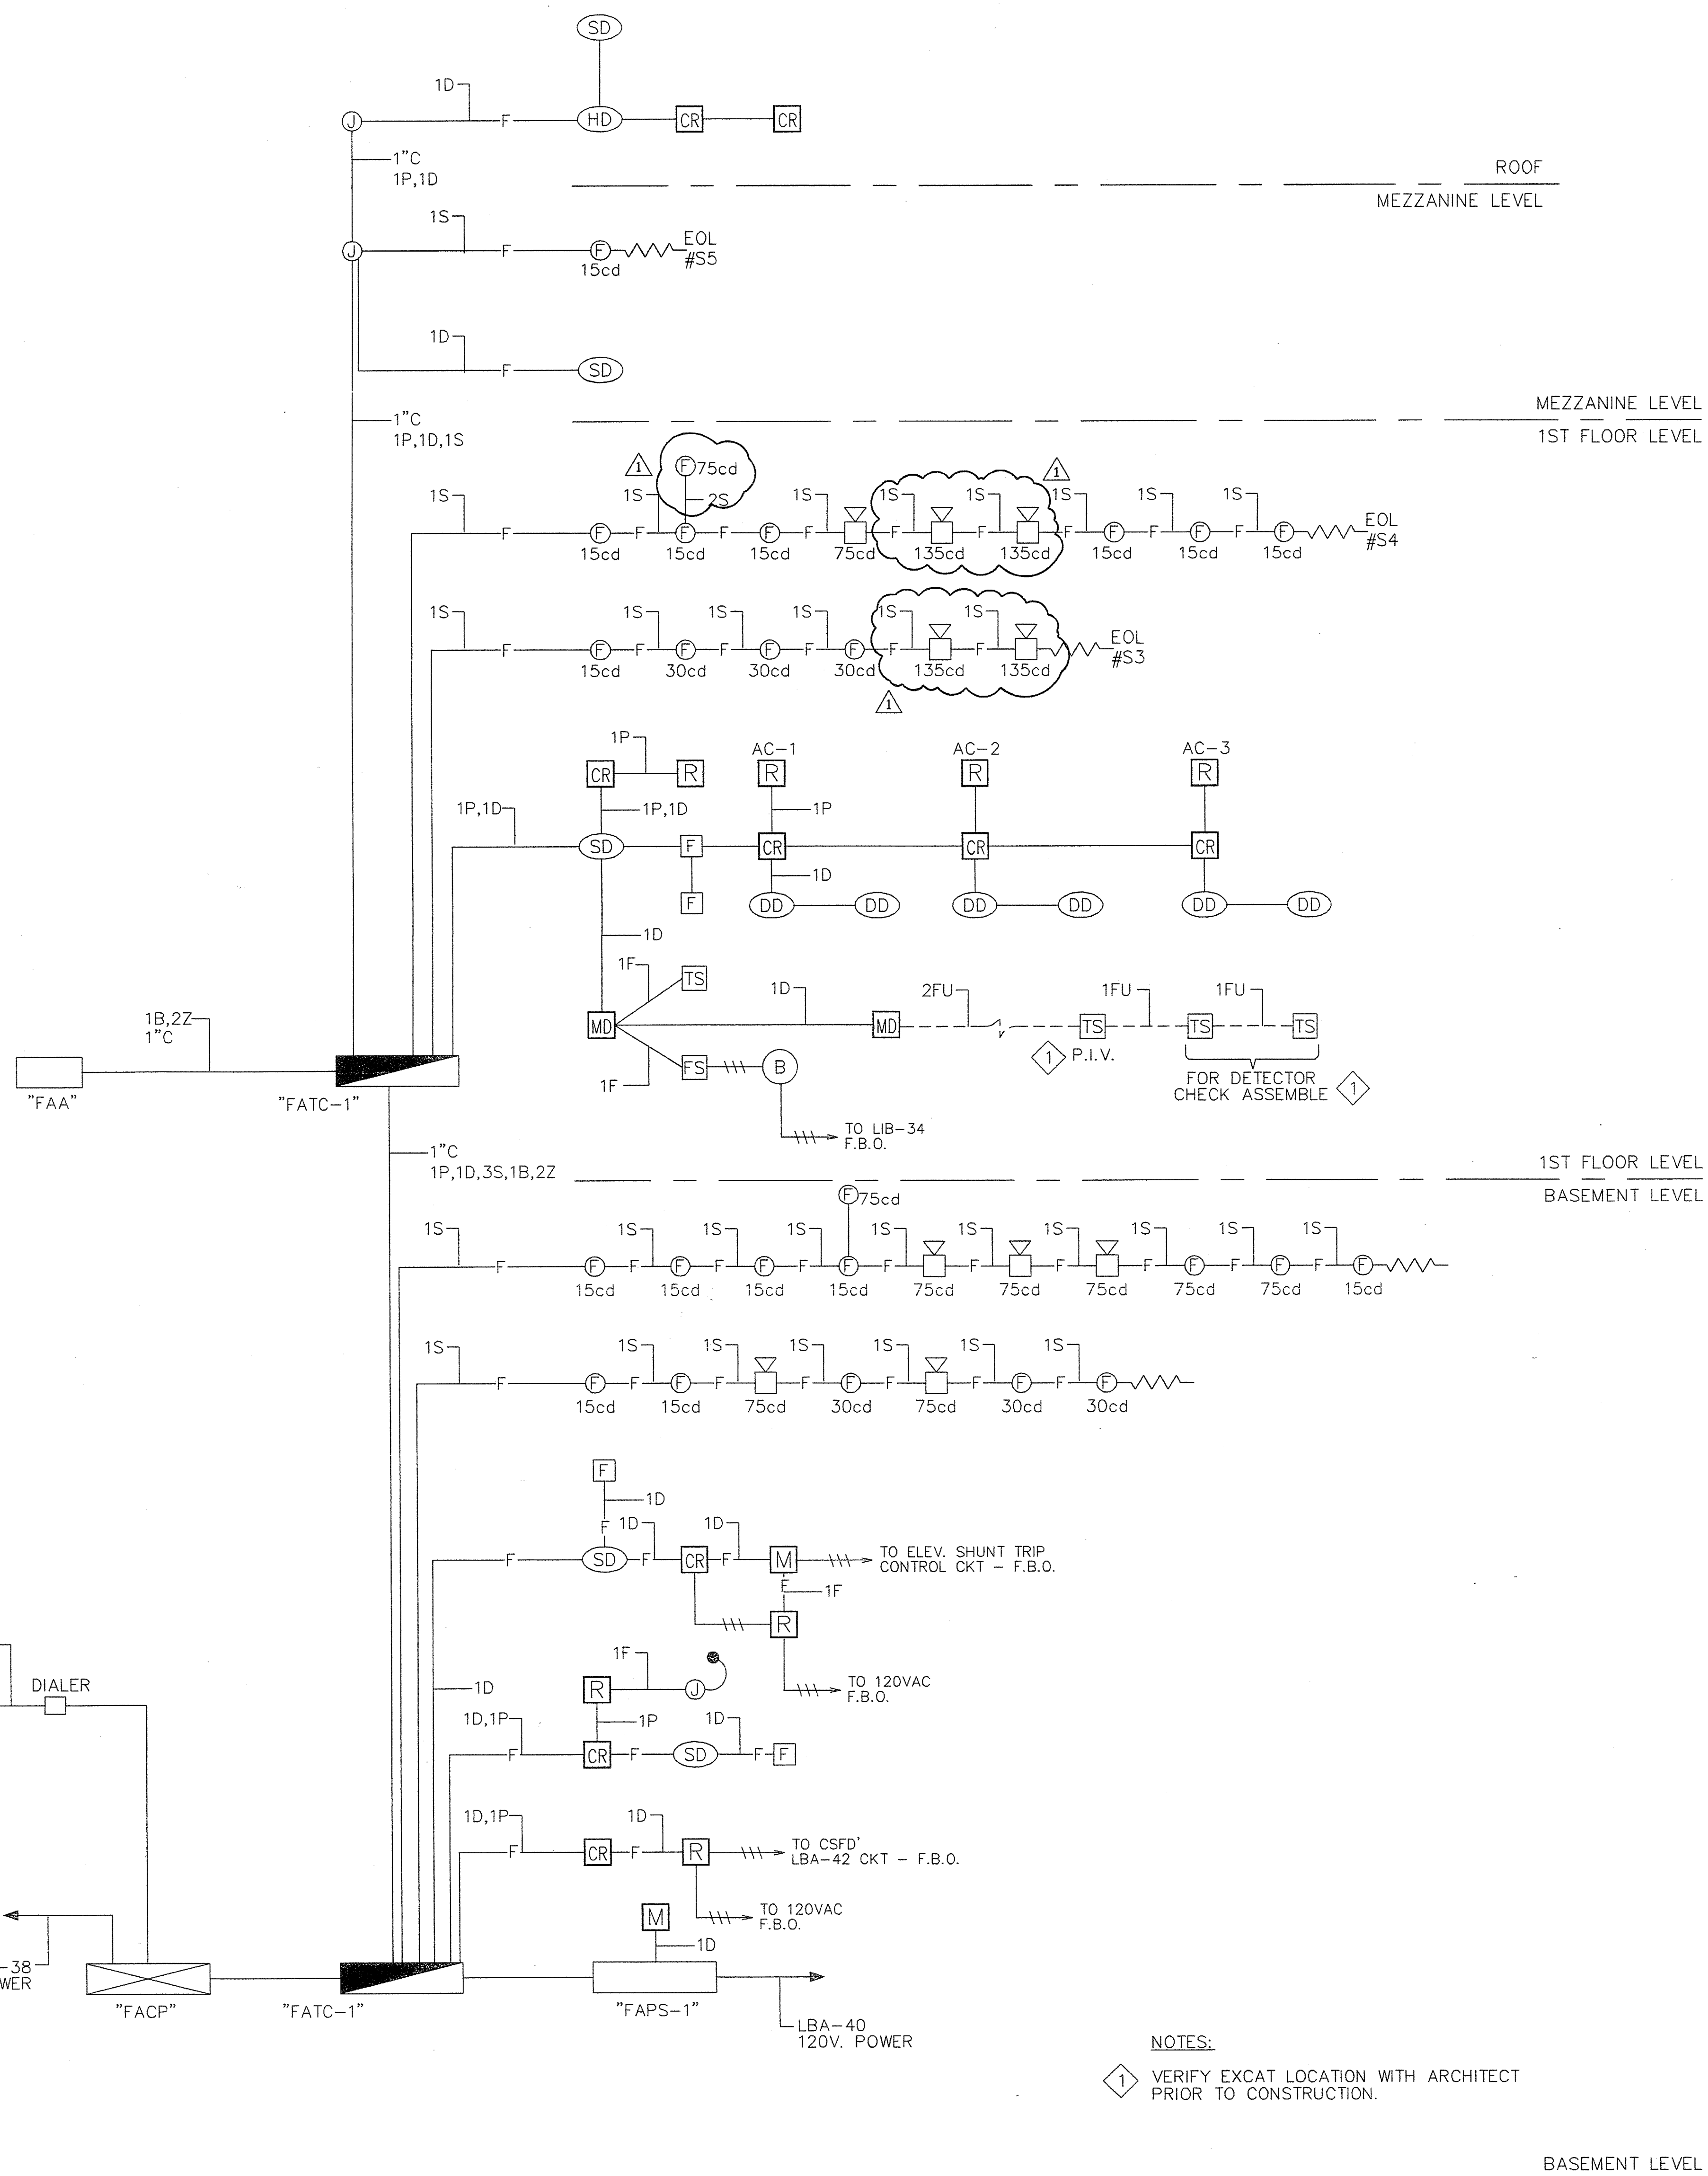 SD
1D
J F HD CR CR
1"C
1P,1D
ROOF
MEZZANINE LEVEL
1S
J F F EOL
#S5
15cd
1D
F SD
1"C
1P,1D,1S
MEZZANINE LEVEL
1ST FLOOR LEVEL
1 F 75cd 1
1S 1S 2S 1S 1S 1S 1S 1S 1S
F F F F F F F F F F F F F F F EOL
#S4
15cd 15cd 15cd 75cd 135cd 135cd 15cd 15cd 15cd
1S 1S 1S 1S 1S 1S
F F F F F F F F F F EOL
#S3
15cd 30cd 30cd 30cd 135cd 135cd
1
1P AC-1 AC-2 AC-3
CR R R R R
1P,1D 1P,1D 1P
SD F CR CR CR
1D
F DD DD DD DD DD DD
1D
1F TS 1D 2FU 1FU 1FU
MD MD TS TS TS
1 P.I.V.
1F FS B
FOR DETECTOR
CHECK ASSEMBLE 1
TO LIB-34
F.B.O.
1B,2Z
1"C
"FAA" "FATC-1"
1"C
1P,1D,3S,1B,2Z
1ST FLOOR LEVEL
BASEMENT LEVEL
F 75cd
1S 1S 1S 1S 1S 1S 1S 1S 1S 1S
F F F F F F F F F F F F F F F F F
15cd 15cd 15cd 15cd 75cd 75cd 75cd 75cd 75cd 15cd
1S 1S 1S 1S 1S 1S 1S
F F F F F F F F F F F F
15cd 15cd 75cd 30cd 75cd 30cd 30cd
F
1D
F 1D 1D
F SD F CR F M TO ELEV. SHUNT TRIP
CONTROL CKT - F.B.O.
F 1F
R
TO 120VAC
F.B.O.
1F
1D R J
1P
1D,1P 1D
F CR F SD F F
DIALER
1D,1P 1D
F CR F R TO CSFD'
LBA-42 CKT - F.B.O.
TO 120VAC
F.B.O.
M
1D
-38
WER
"FACP" "FATC-1" "FAPS-1"
LBA-40
120V. POWER
NOTES:
1 VERIFY EXCAT LOCATION WITH ARCHITECT
PRIOR TO CONSTRUCTION.
BASEMENT LEVEL